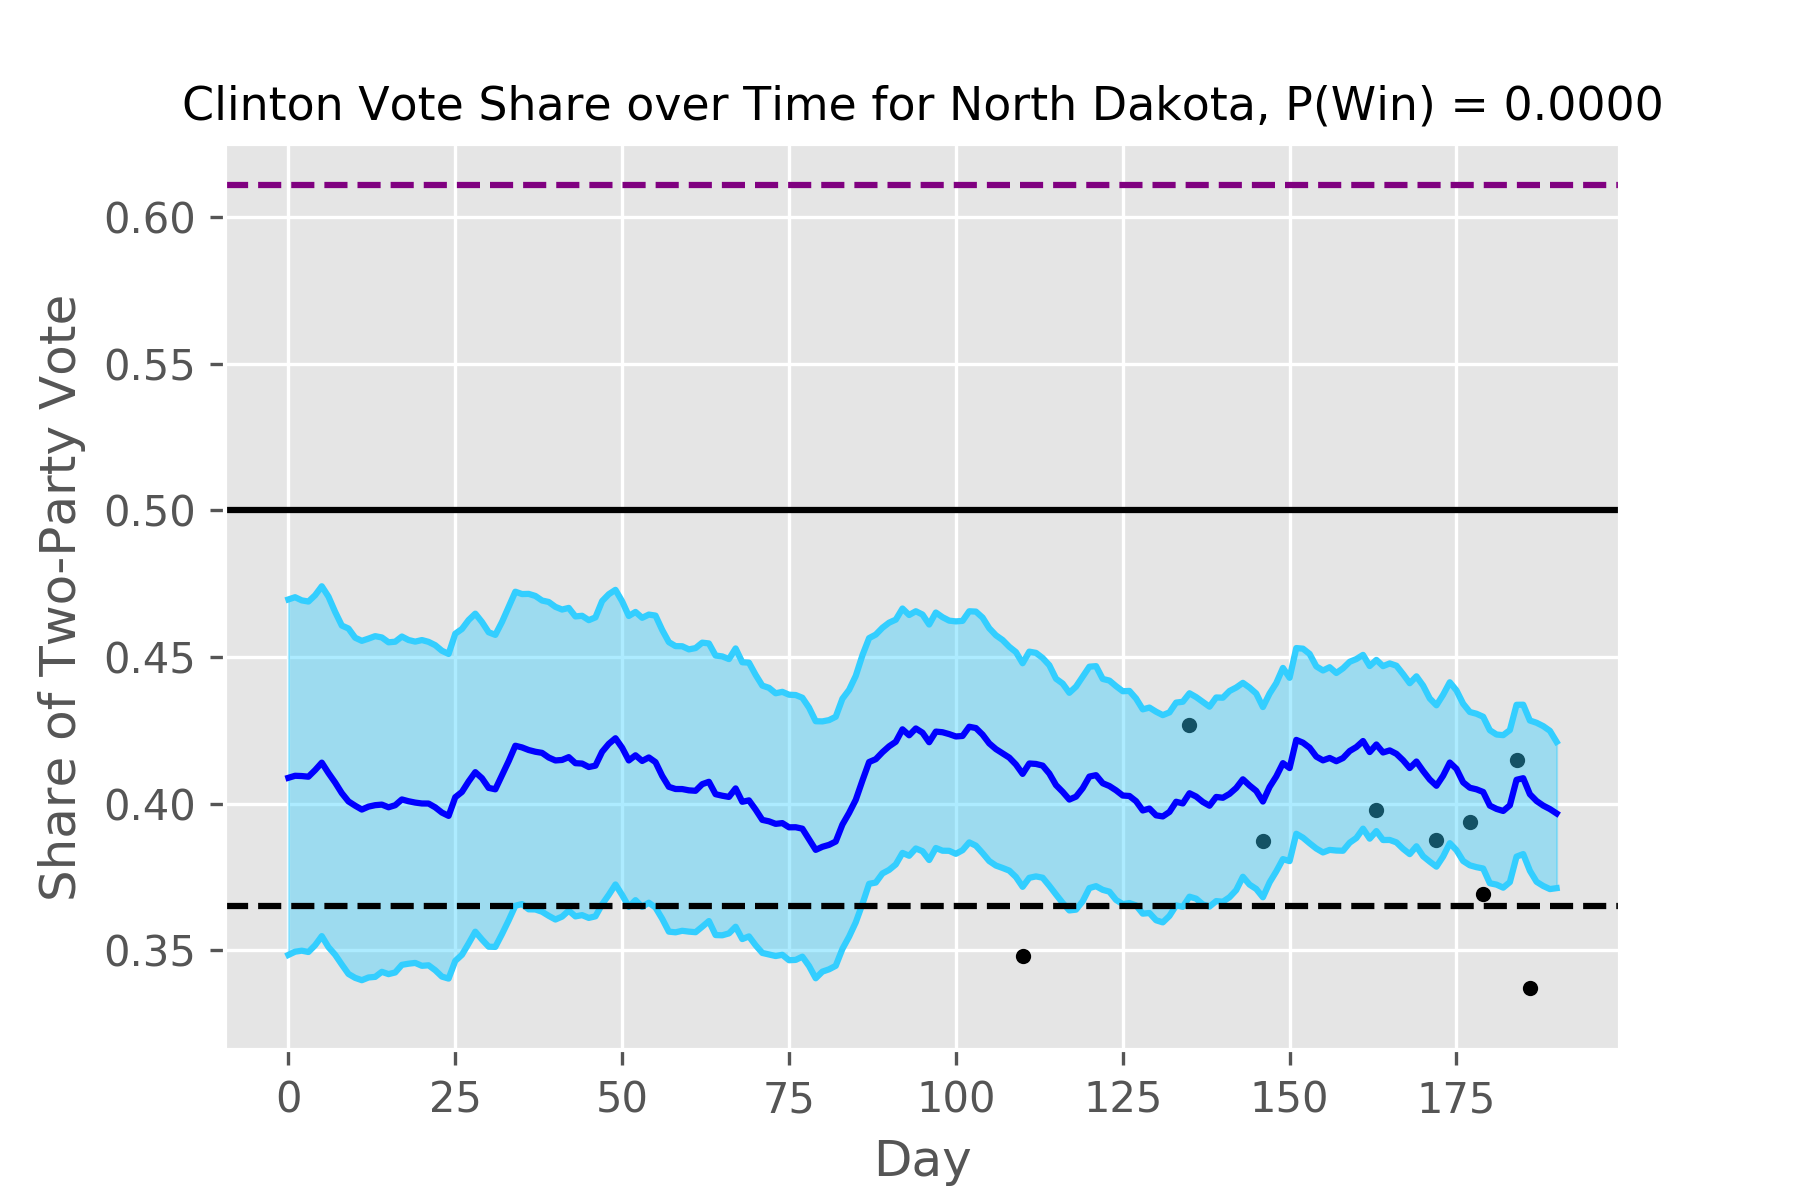 Clinton Vote Share over Time for North Dakota, P(Win) = 0.0000
Share of Two-Party Vote
0.60
0.55
0.50
0.45
0.40
0.35
0 25 50 75 100 125 150 175
Day